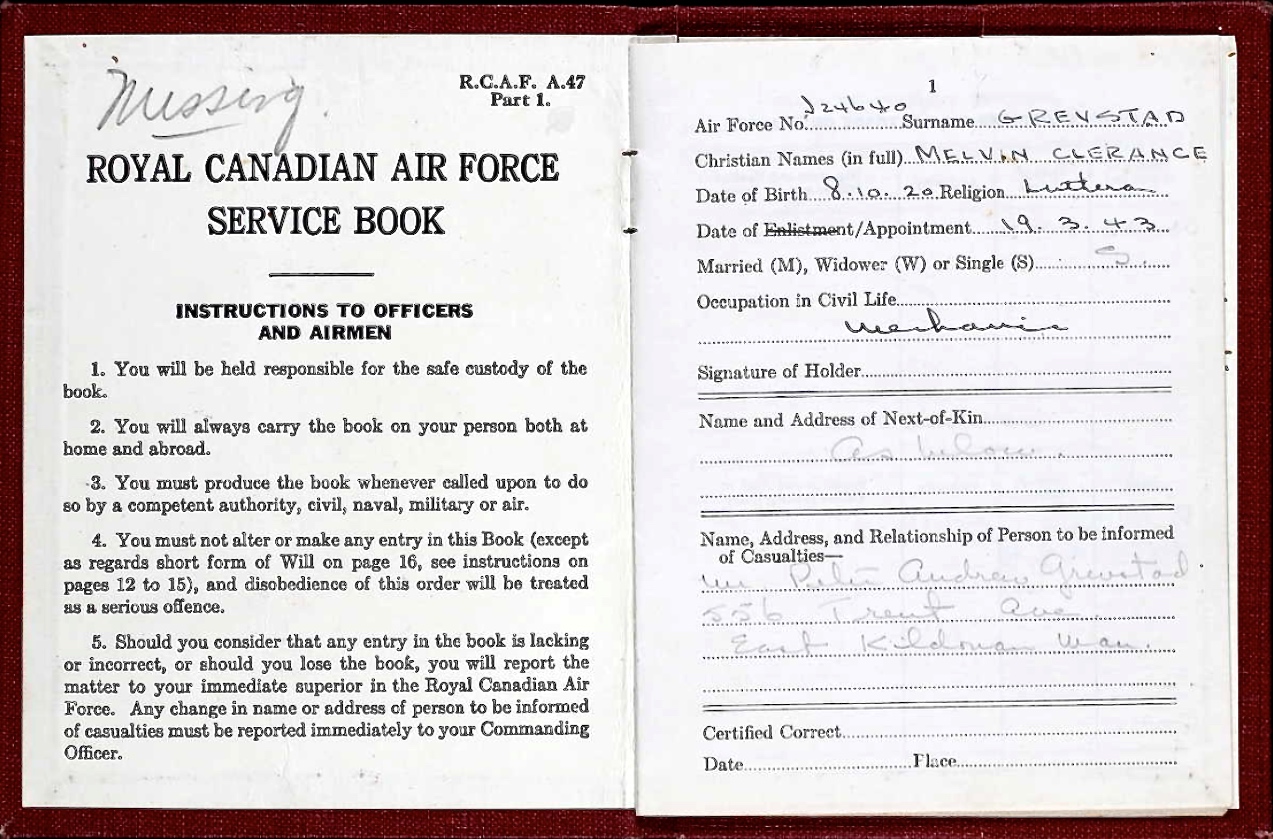 Missing.
R.C.A.F. A.47
Part 1.
ROYAL CANADIAN AIR FORCE
SERVICE BOOK
INSTRUCTIONS TO OFFICERS
AND AIRMEN
1. You will be held responsible for the safe custody of the
book.
2. You will always carry the book on your person both at
home and abroad.
3. You must produce the book whenever called upon to do
so by a competent authority, civil, naval, military or air.
4. You must not alter or make any entry in this Book (except
as regards short form of Will on page 16, see instructions on
pages 12 to 15), and disobedience of this order will be treated
as a serious offence.
5. Should you consider that any entry in the book is lacking
or incorrect, or should you lose the book, you will report the
matter to your immediate superior in the Royal Canadian Air
Force. Any change in name or address of person to be informed
of casualties must be reported immediately to your Commanding
Officer.
1
Air Force No. J24640 Surname GREVSTAD
Christian Names (in full) MELVIN CLERANCE
Date of Birth 8.10.20 Religion Lutheran
Date of Enlistment/Appointment 19.3.43
Married (M), Widower (W) or Single (S) S.
Occupation in Civil Life
Mechanic
Signature of Holder
Name and Address of Next-of-Kin
As below.
Name, Address, and Relationship of Person to be informed
of Casualties—
Mr Peter Andrew Grevstad
556 Trent Ave
East Kildonan Man.
Certified Correct
Date Place